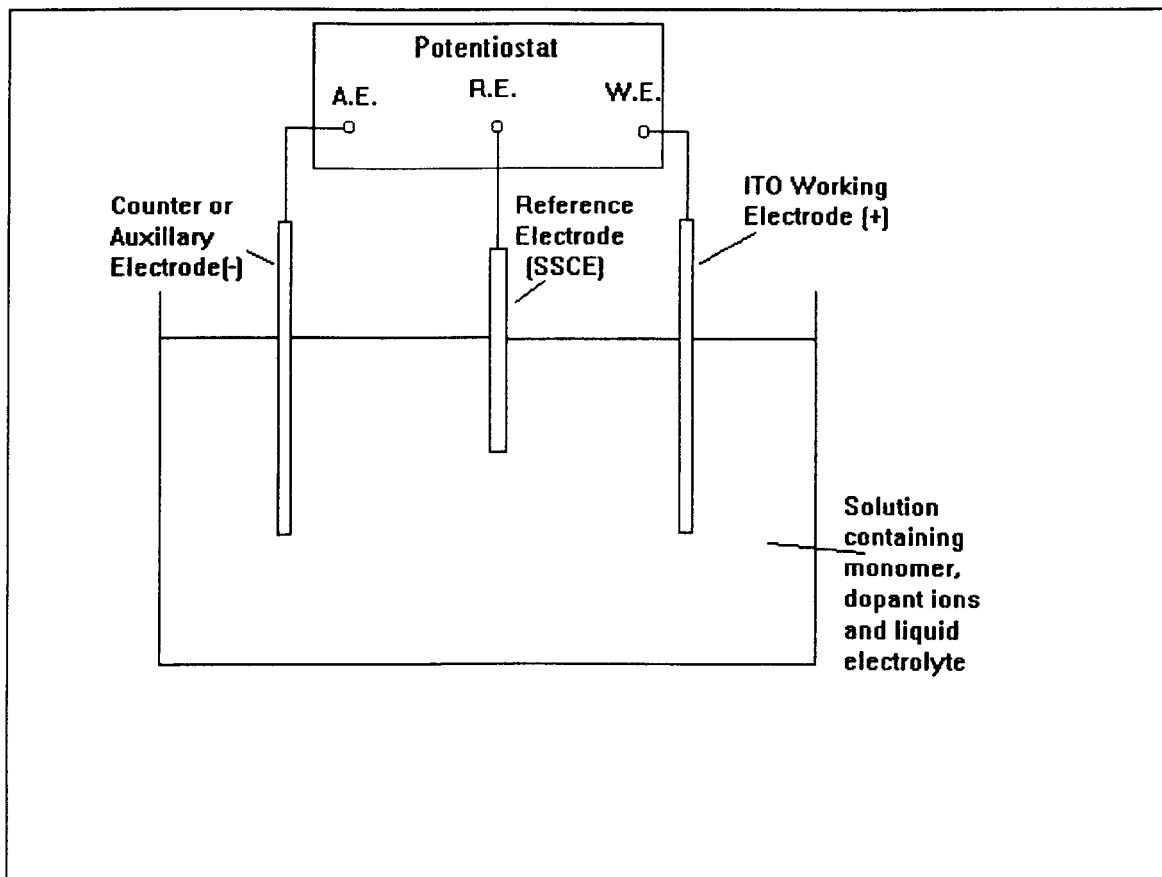 Potentiostat
A.E.
R.E.
W.E.
Counter or
Auxillary
Electrode(-)
Reference
Electrode
(SSCE)
ITO Working
Electrode (+)
Solution
containing
monomer,
dopant ions
and liquid
electrolyte